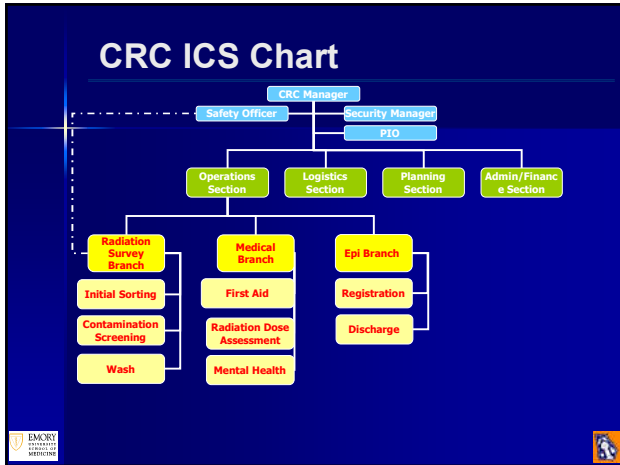 CRC ICS Chart
CRC Manager
Safety Officer
Security Manager
PIO
Operations
Section
Logistics
Section
Planning
Section
Admin/Financ
e Section
Radiation
Survey
Branch
Medical
Branch
Epi Branch
Initial Sorting
First Aid
Registration
Contamination
Screening
Radiation Dose
Assessment
Discharge
Wash
Mental Health
EMORY
UNIVERSITY
SCHOOL OF
MEDICINE